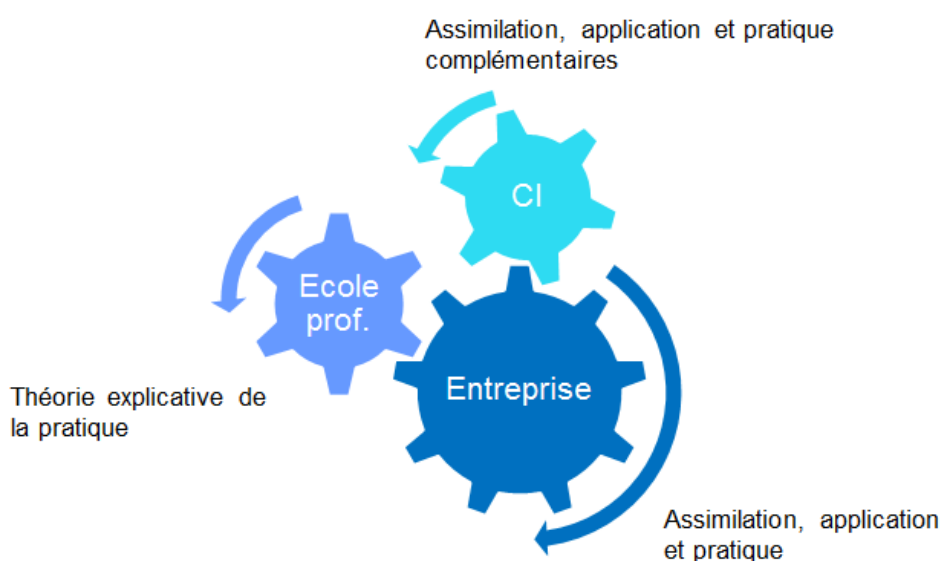 Assimilation, application et pratique
complémentaires
CI
Ecole
prof.
Entreprise
Théorie explicative de
la pratique
Assimilation, application
et pratique